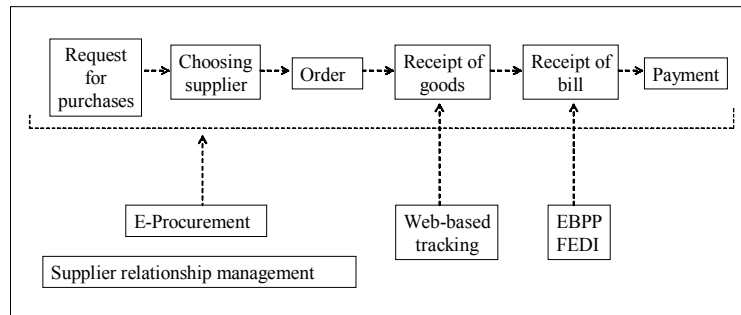 Request
for
purchases
Choosing
supplier
Order
Receipt of
goods
Receipt of
bill
Payment
E-Procurement
Web-based
tracking
EBPP
FEDI
Supplier relationship management